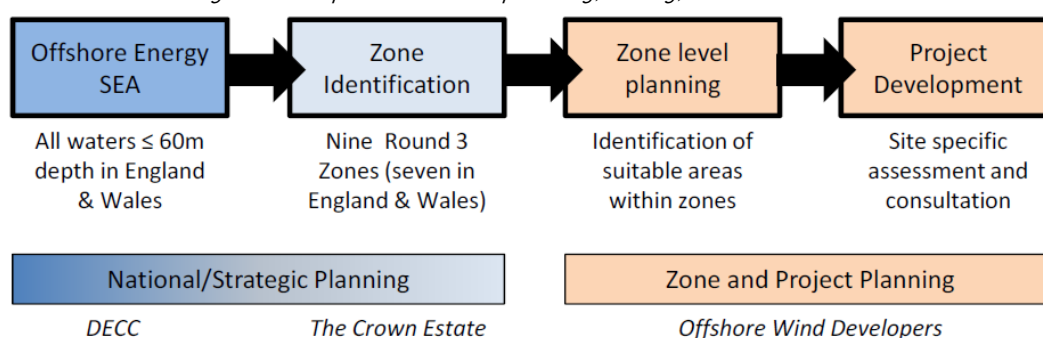 Offshore Energy
SEA
Zone
Identification
Zone level
planning
Project
Development
All waters ≤ 60m
depth in England
& Wales
Nine Round 3
Zones (seven in
England & Wales)
Identification of
suitable areas
within zones
Site specific
assessment and
consultation
National/Strategic Planning
Zone and Project Planning
DECC
The Crown Estate
Offshore Wind Developers